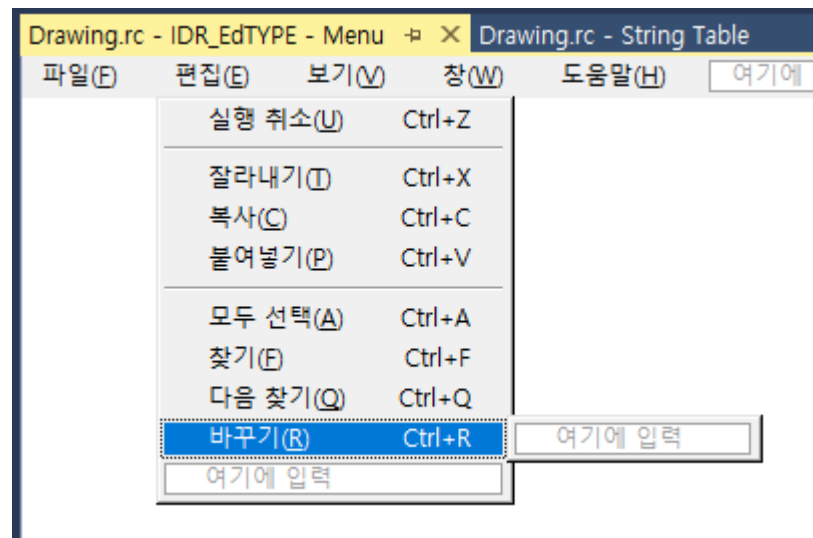 Drawing.rc - IDR_EdTYPE - Menu Drawing.rc - String Table
파일(F) 편집(E) 보기(V) 창(W) 도움말(H) 여기에
실행 취소(U) Ctrl+Z
잘라내기(T) Ctrl+X
복사(C) Ctrl+C
붙여넣기(P) Ctrl+V
모두 선택(A) Ctrl+A
찾기(F) Ctrl+F
다음 찾기(Q) Ctrl+Q
바꾸기(R) Ctrl+R 여기에 입력
여기에 입력